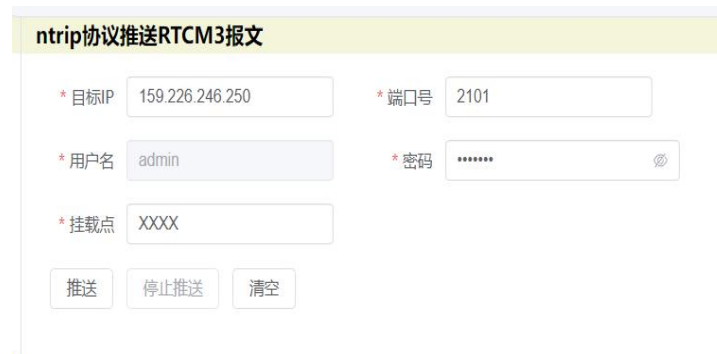 ntrip协议推送RTCM3报文
* 目标IP 159.226.246.250 * 端口号 2101
* 用户名 admin * 密码 •••••••
* 挂载点 XXXX
推送 停止推送 清空